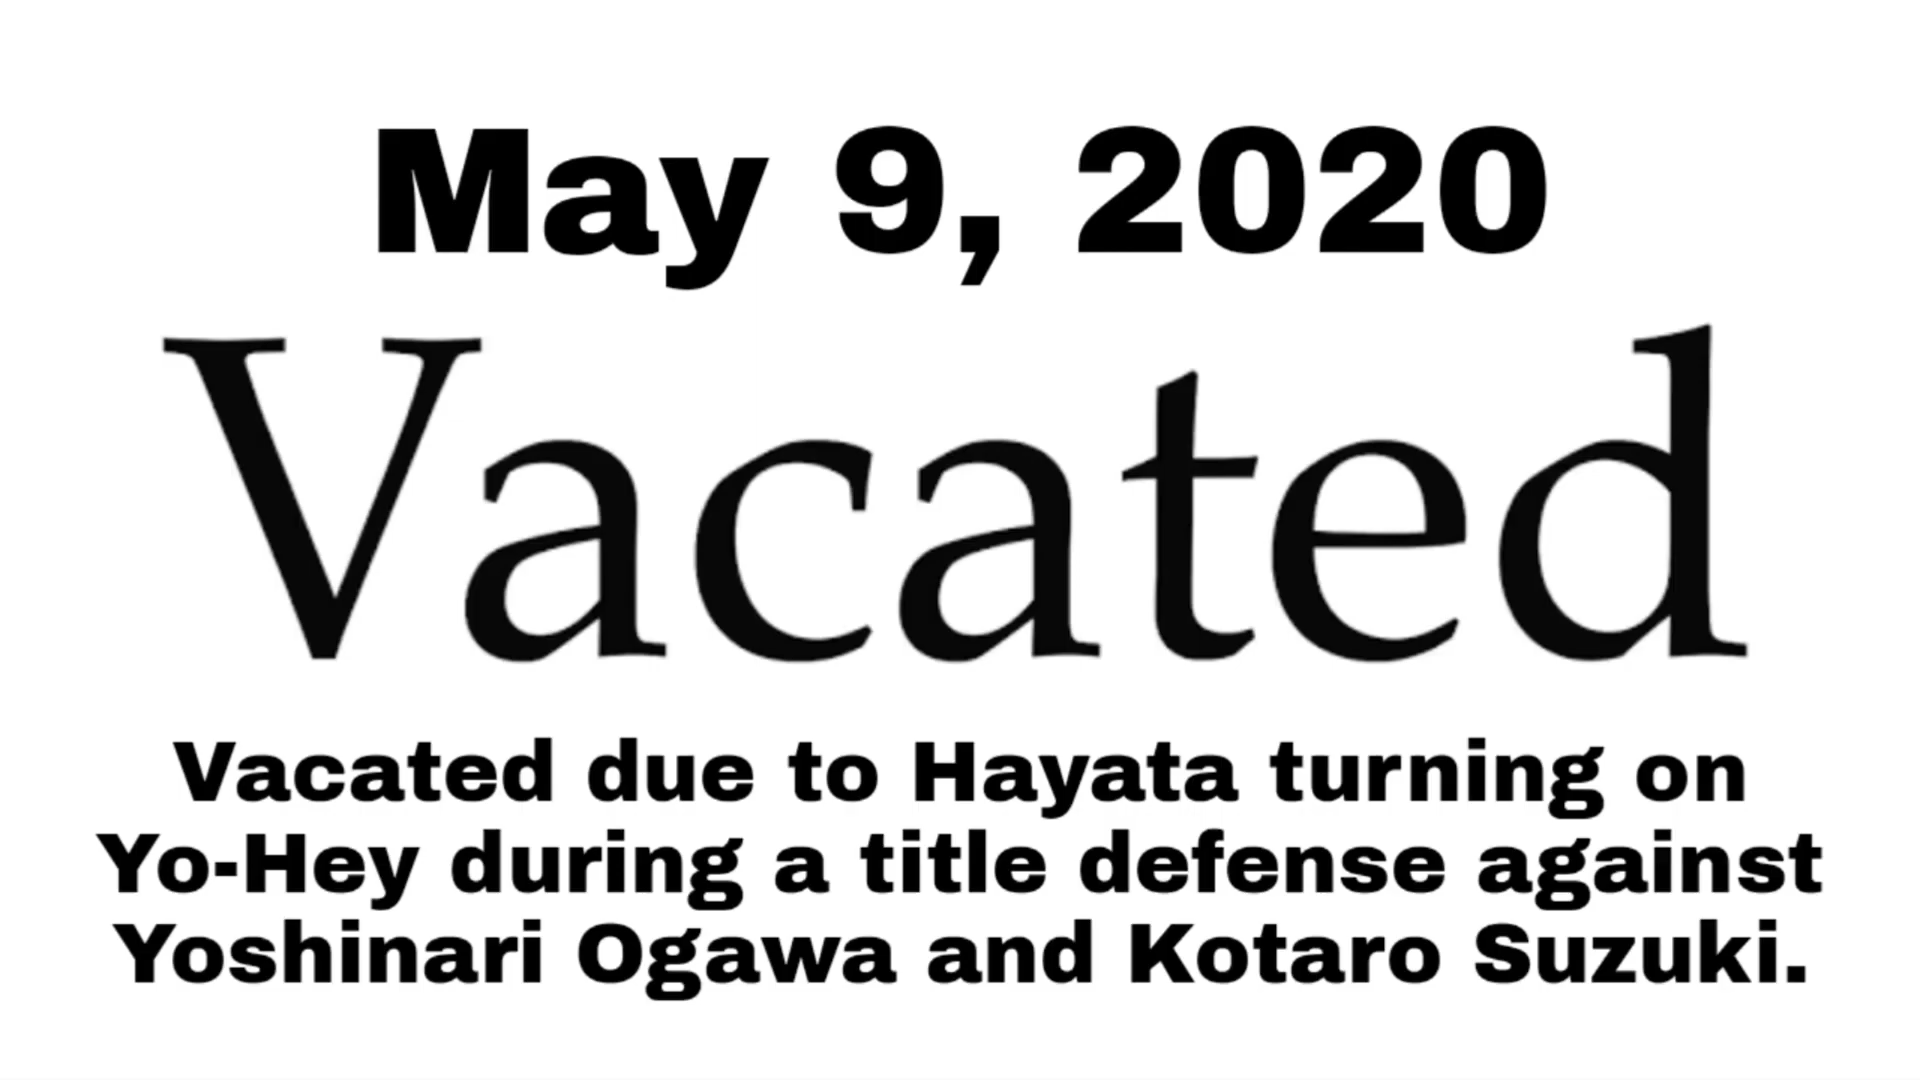 May 9, 2020
Vacated
Vacated due to Hayata turning on
Yo-Hey during a title defense against
Yoshinari Ogawa and Kotaro Suzuki.